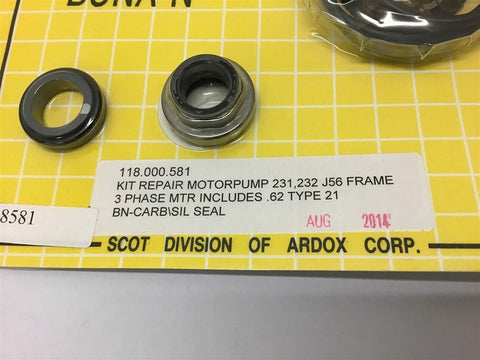 BUNA N
118.000.581
KIT REPAIR MOTORPUMP 231,232 J56 FRAME
3 PHASE MTR INCLUDES .62 TYPE 21
BN-CARB\SIL SEAL
AUG 2014
8581
SCOT DIVISION OF ARDOX CORP.